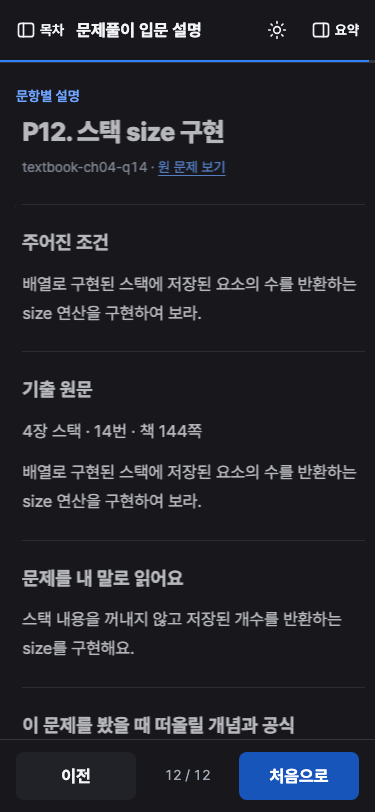 목차 문제풀이 입문 설명 요약
문항별 설명
P12. 스택 size 구현
textbook-ch04-q14 · 원 문제 보기
주어진 조건
배열로 구현된 스택에 저장된 요소의 수를 반환하는
size 연산을 구현하여 보라.
기출 원문
4장 스택 · 14번 · 책 144쪽
배열로 구현된 스택에 저장된 요소의 수를 반환하는
size 연산을 구현하여 보라.
문제를 내 말로 읽어요
스택 내용을 꺼내지 않고 저장된 개수를 반환하는
size를 구현해요.
이 문제를 봤을 때 떠올릴 개념과 공식
이전 12 / 12 처음으로